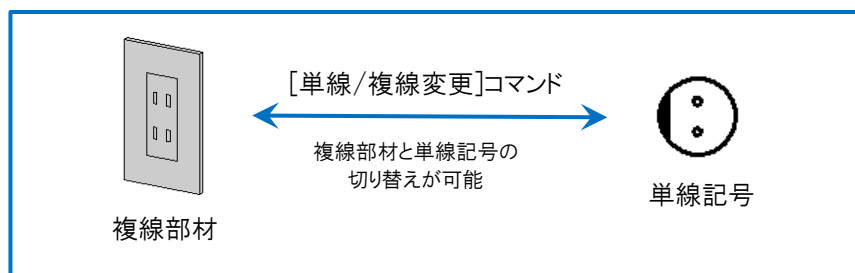 [単線/複線変更]コマンド
複線部材と単線記号の
切り替えが可能
複線部材
単線記号